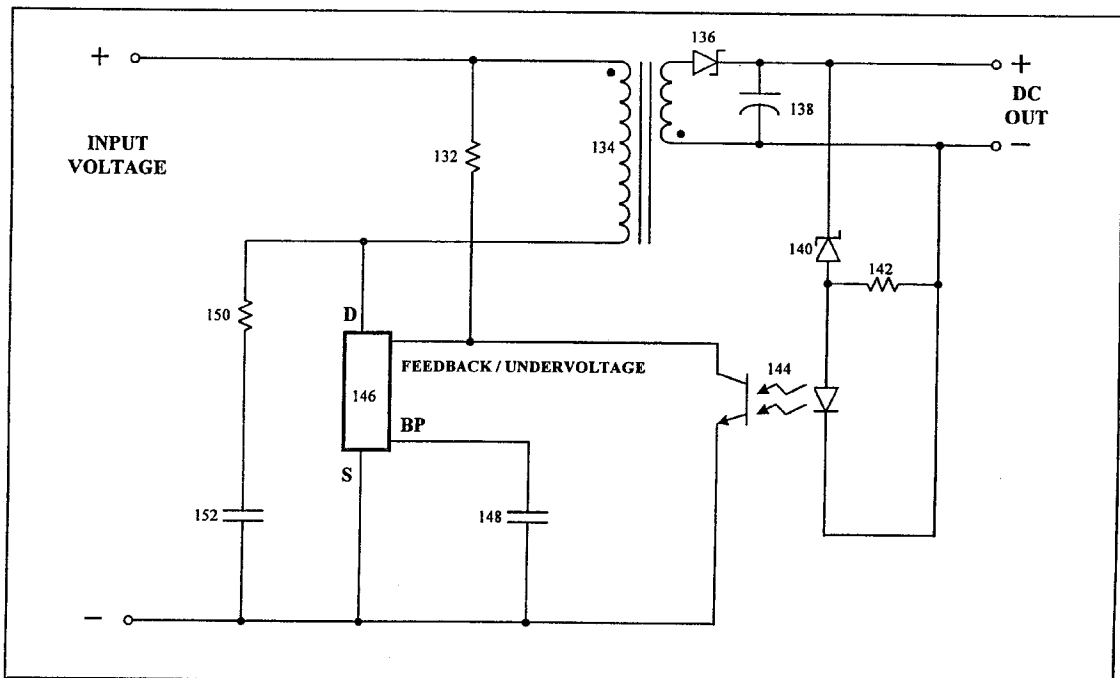 136
+
+
138
DC
OUT
INPUT
VOLTAGE
132
134
−
140
142
150
D
144
FEEDBACK / UNDERVOLTAGE
146
BP
S
152
148
−